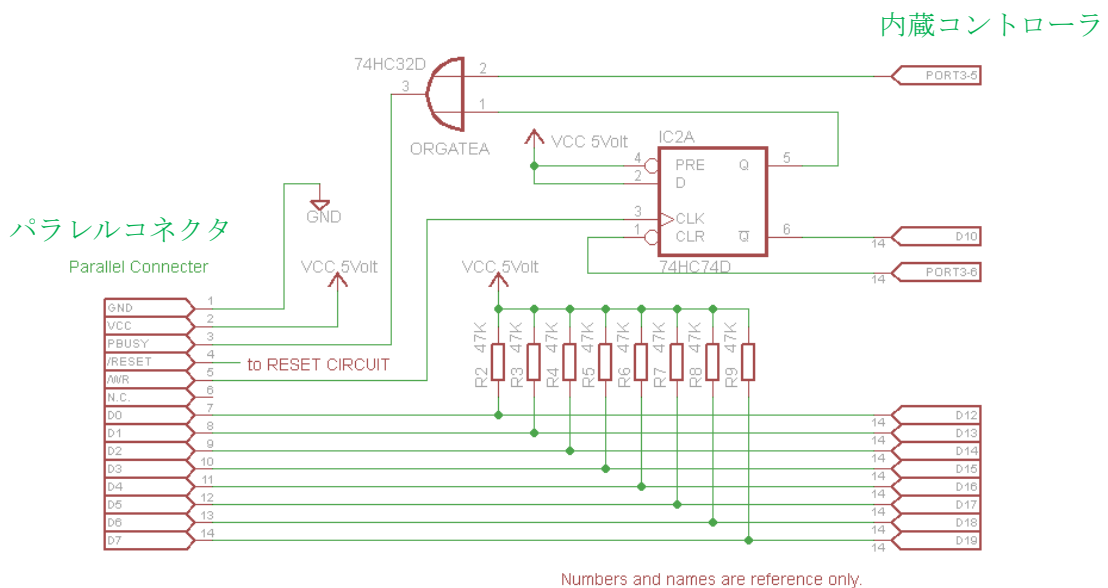 内蔵コントローラ
74HC32D
3
2
1
ORGATEA
PORT3-5
VCC 5Volt
IC2A
4
PRE
Q
5
2
D
3
CLK
1
CLR
Q
6
74HC74D
14
D10
14
PORT3-6
GND
パラレルコネクタ
Parallel Connecter
VCC 5Volt
VCC 5Volt
GND
1
VCC
2
PBUSY
3
/RESET
4
to RESET CIRCUIT
/WR
5
N.C.
6
R2 47K
R3 47K
R4 47K
R5 47K
R6 47K
R7 47K
R8 47K
R9 47K
D0
7
14
D12
D1
8
14
D13
D2
9
14
D14
D3
10
14
D15
D4
11
14
D16
D5
12
14
D17
D6
13
14
D18
D7
14
14
D19
Numbers and names are reference only.